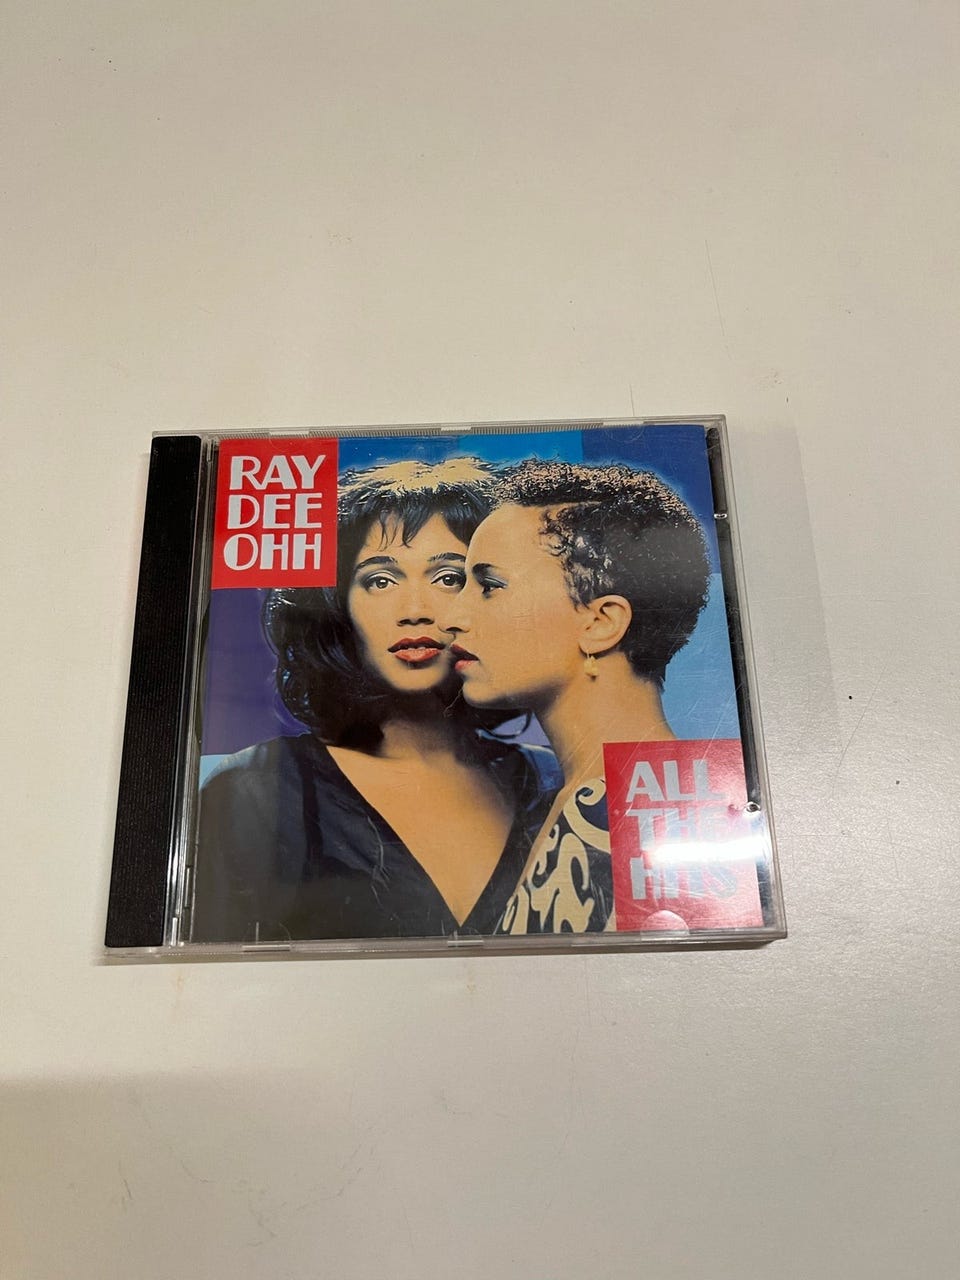 RAY
DEE
OHH
ALL
THE
HITS